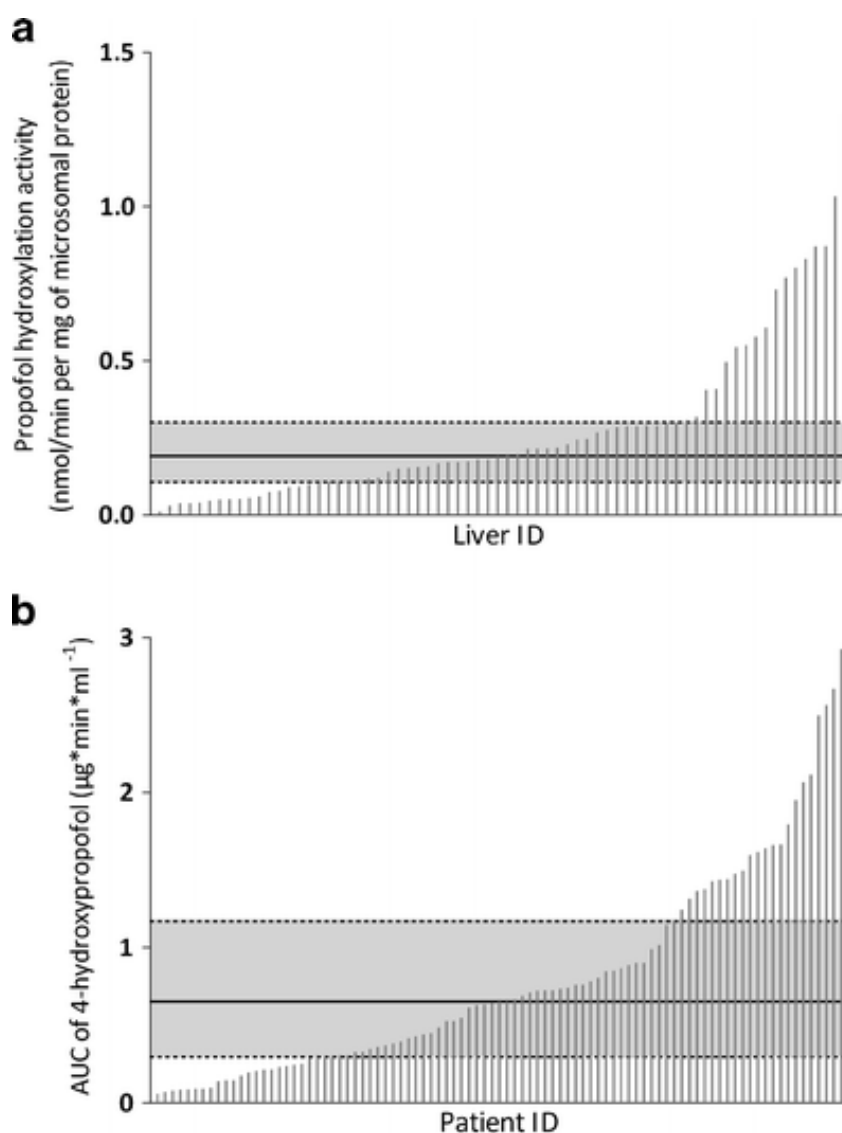 a
Propofol hydroxylation activity
(nmol/min per mg of microsomal protein)
1.5
1.0
0.5
0.0
Liver ID
b
AUC of 4-hydroxypropofol (µg*min*ml⁻¹)
3
2
1
0
Patient ID